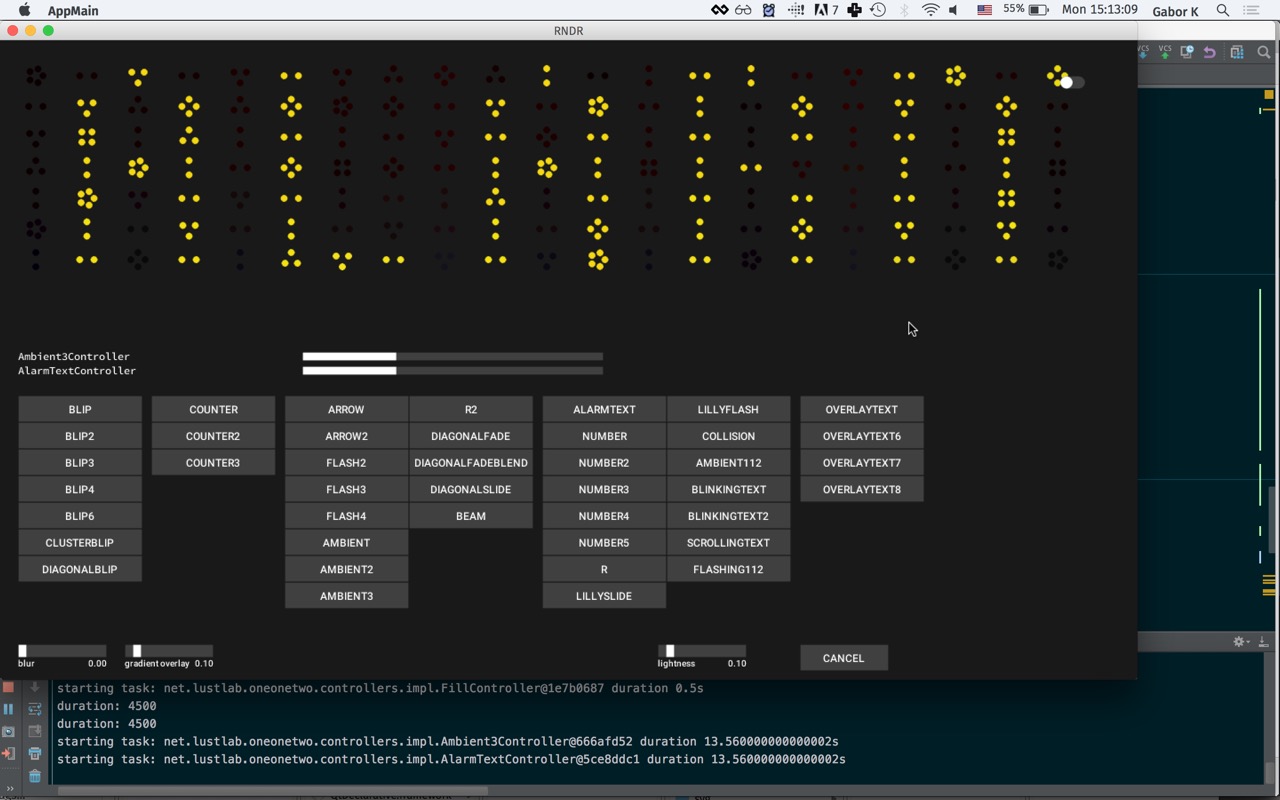 AppMain
7
55%
Mon 15:13:09
Gabor K
RNDR
VCS VCS
Ambient3Controller
AlarmTextController
BLIP
BLIP2
BLIP3
BLIP4
BLIP6
CLUSTERBLIP
DIAGONALBLIP
COUNTER
COUNTER2
COUNTER3
ARROW
ARROW2
FLASH2
FLASH3
FLASH4
AMBIENT
AMBIENT2
AMBIENT3
R2
DIAGONALFADE
DIAGONALFADEBLEND
DIAGONALSLIDE
BEAM
ALARMTEXT
NUMBER
NUMBER2
NUMBER3
NUMBER4
NUMBER5
R
LILLYSLIDE
LILLYFLASH
COLLISION
AMBIENT112
BLINKINGTEXT
BLINKINGTEXT2
SCROLLINGTEXT
FLASHING112
OVERLAYTEXT
OVERLAYTEXT6
OVERLAYTEXT7
OVERLAYTEXT8
blur 0.00
gradient overlay 0.10
lightness 0.10
CANCEL
starting task: net.lustlab.oneonetwo.controllers.impl.FillController@1e7b0687 duration 0.5s
duration: 4500
duration: 4500
starting task: net.lustlab.oneonetwo.controllers.impl.Ambient3Controller@666afd52 duration 13.560000000000002s
starting task: net.lustlab.oneonetwo.controllers.impl.AlarmTextController@5ce8ddc1 duration 13.560000000000002s